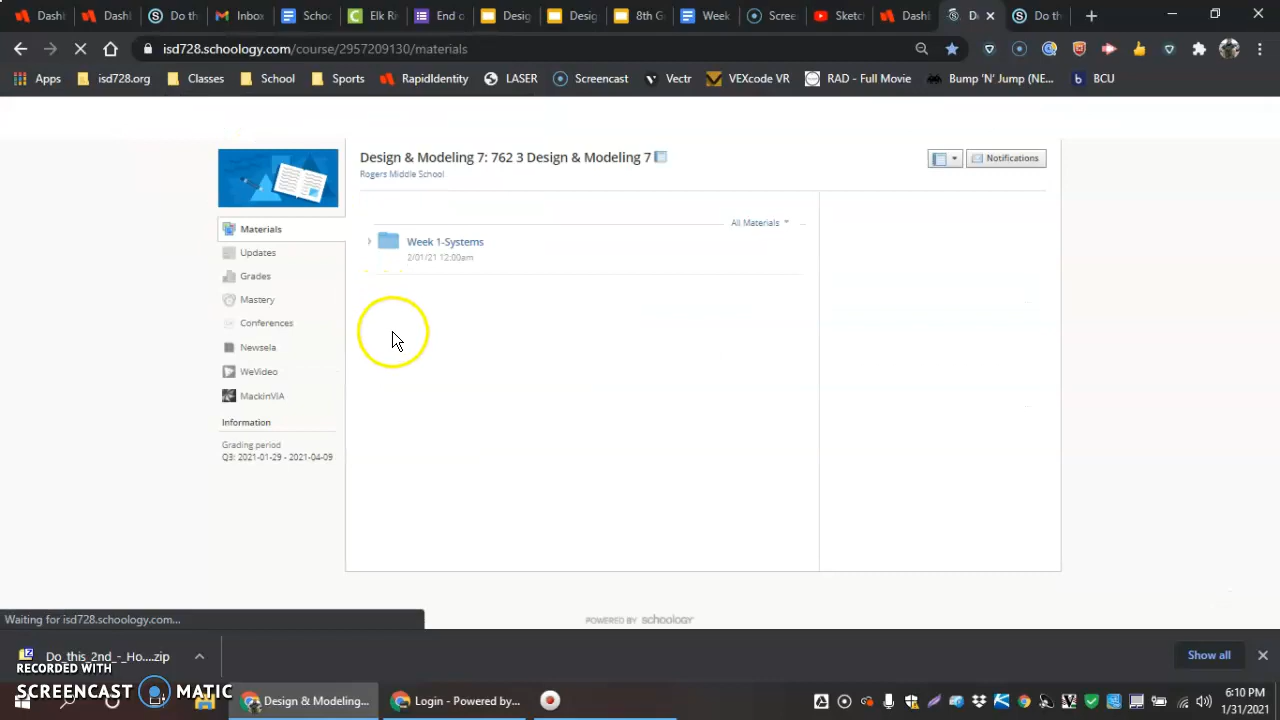 Dashl
Dashl
Do th
Inbox
Schoo
Elk Ri
End o
Desig
Desig
8th G
Week
Scree
Sketc
Dashl
De
Do th
isd728.schoology.com/course/2957209130/materials
Apps
isd728.org
Classes
School
Sports
RapidIdentity
LASER
Screencast
Vectr
VEXcode VR
RAD - Full Movie
Bump 'N' Jump (NE...
BCU
Design & Modeling 7: 762 3 Design & Modeling 7
Notifications
Rogers Middle School
All Materials
Materials
Week 1-Systems
2/01/21 12:00am
Updates
Grades
Mastery
Conferences
Newsela
WeVideo
MackinVIA
Information
Grading period
Q3: 2021-01-29 - 2021-04-09
Waiting for isd728.schoology.com...
POWERED BY schoology
Do_this_2nd_-_Ho....zip
Show all
RECORDED WITH
SCREENCAST MATIC
Design & Modeling...
Login - Powered by...
6:10 PM
1/31/2021